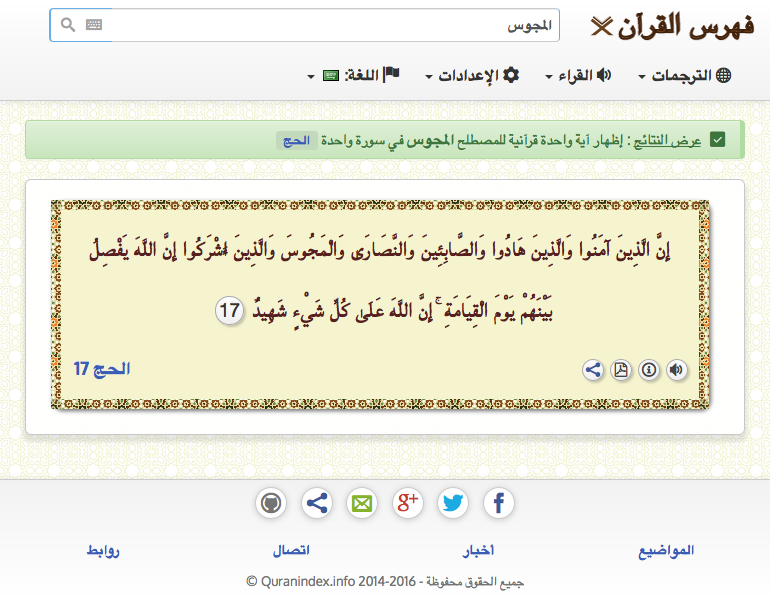 فهرس القرآن
المجوس
الترجمات
القراء
الإعدادات
اللغة:
عرض النتائج : إظهار آية واحدة قرآنية للمصطلح المجوس في سورة واحدة الحج
إِنَّ الَّذِينَ آمَنُوا وَالَّذِينَ هَادُوا وَالصَّابِئِينَ وَالنَّصَارَى وَالْمَجُوسَ وَالَّذِينَ أَشْرَكُوا إِنَّ اللَّهَ يَفْصِلُ
بَيْنَهُمْ يَوْمَ الْقِيَامَةِ ۚ إِنَّ اللَّهَ عَلَى كُلِّ شَيْءٍ شَهِيدٌ 17
الحج 17
المواضيع
أخبار
اتصال
روابط
جميع الحقوق محفوظة - Quranindex.info 2014-2016 ©